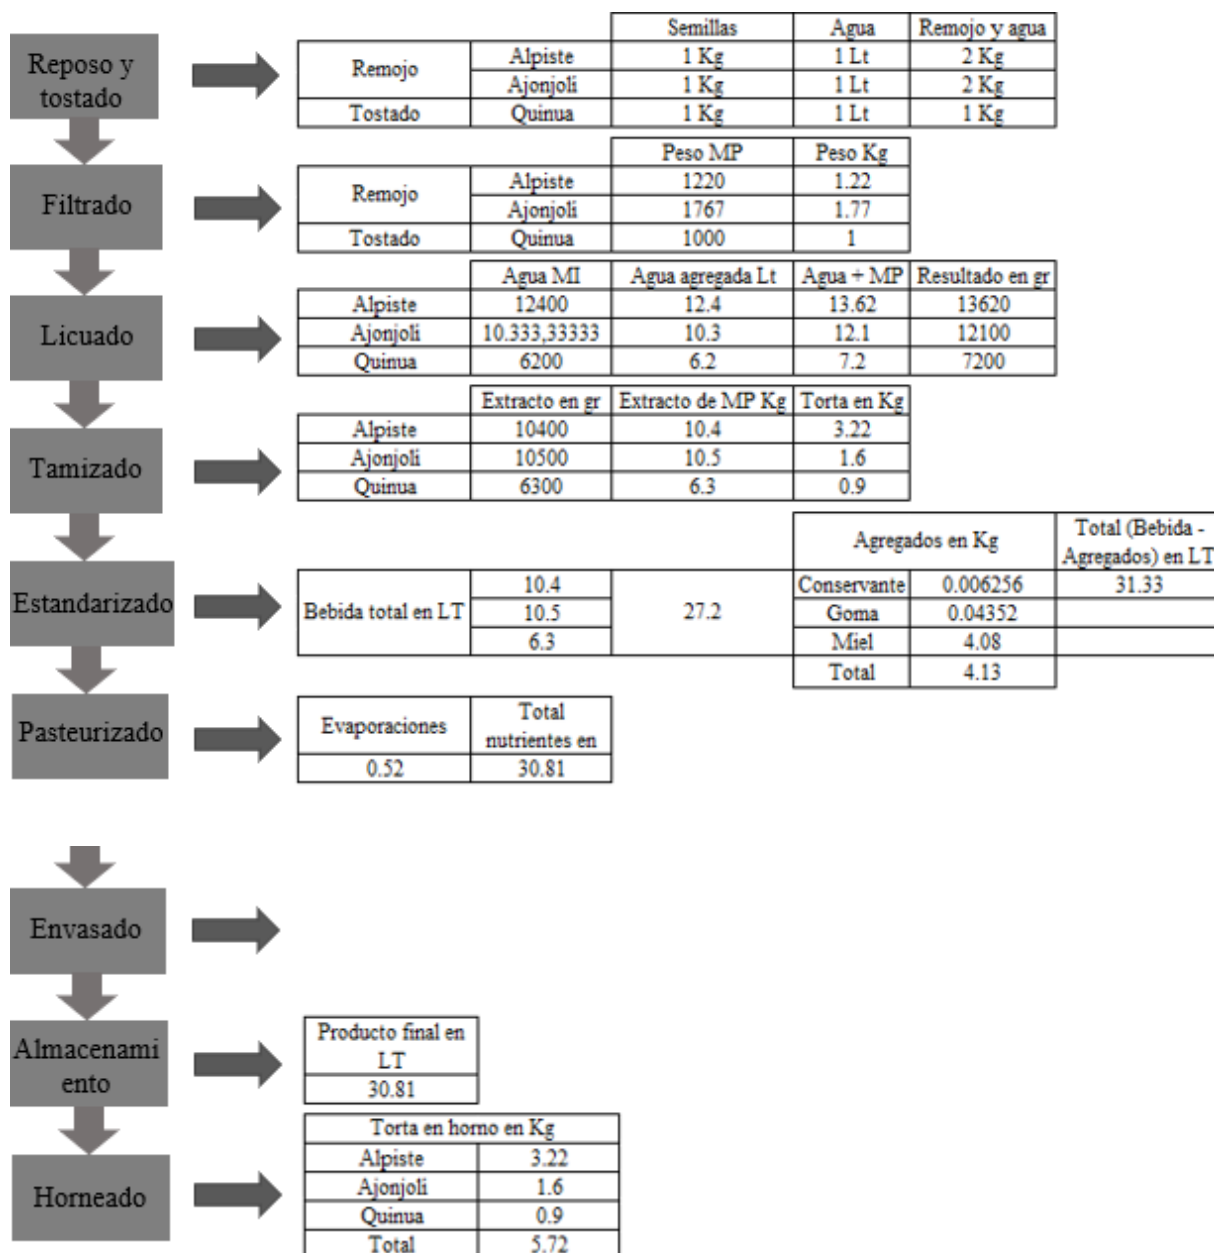 Semillas Agua Remojo y agua
Reposo y
tostado
Remojo Alpiste 1 Kg 1 Lt 2 Kg
Ajonjoli 1 Kg 1 Lt 2 Kg
Tostado Quinua 1 Kg 1 Lt 1 Kg
Peso MP Peso Kg
Filtrado
Remojo Alpiste 1220 1.22
Ajonjoli 1767 1.77
Tostado Quinua 1000 1
Agua MI Agua agregada Lt Agua + MP Resultado en gr
Licuado
Alpiste 12400 12.4 13.62 13620
Ajonjoli 10.333,33333 10.3 12.1 12100
Quinua 6200 6.2 7.2 7200
Extracto en gr Extracto de MP Kg Torta en Kg
Tamizado
Alpiste 10400 10.4 3.22
Ajonjoli 10500 10.5 1.6
Quinua 6300 6.3 0.9
Agregados en Kg Total (Bebida -
Agregados) en LT
Estandarizado
Bebida total en LT 10.4 27.2 Conservante 0.006256 31.33
10.5 Goma 0.04352
6.3 Miel 4.08
Total 4.13
Pasteurizado
Evaporaciones Total
nutrientes en
0.52 30.81
Envasado
Almacenami
ento
Producto final en
LT
30.81
Horneado
Torta en horno en Kg
Alpiste 3.22
Ajonjoli 1.6
Quinua 0.9
Total 5.72